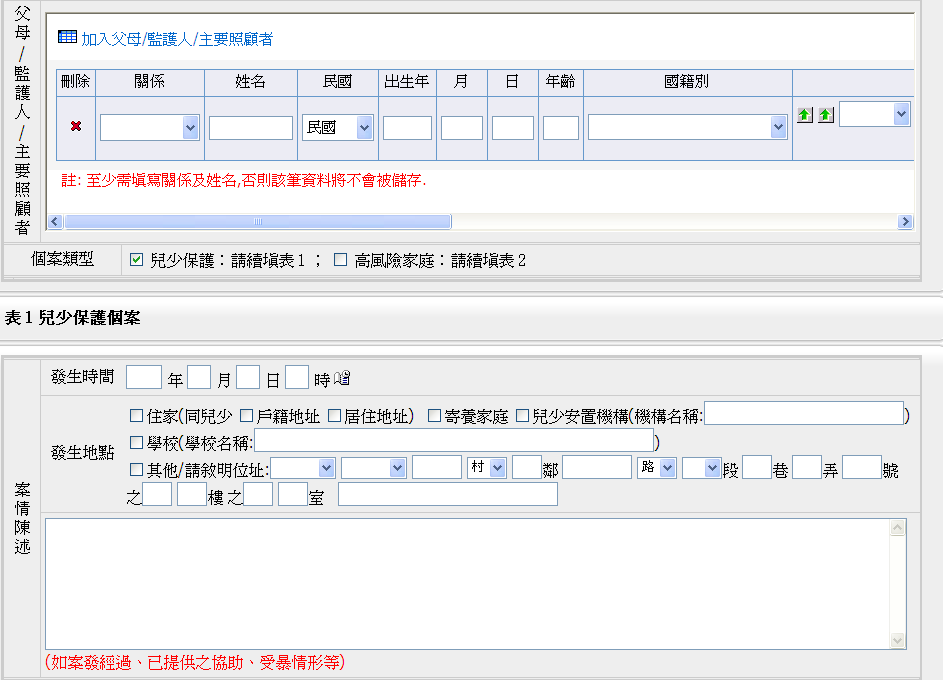 父母/監護人/主要照顧者
加入父母/監護人/主要照顧者
刪除 關係 姓名 民國 出生年 月 日 年齡 國籍別
民國
註: 至少需填寫關係及姓名,否則該筆資料將不會被儲存.
個案類型 兒少保護：請續填表1 ； 高風險家庭：請續填表2
表1 兒少保護個案
案情陳述
發生時間 年 月 日 時
發生地點
住家(同兒少 戶籍地址 居住地址) 寄養家庭 兒少安置機構(機構名稱: )
學校(學校名稱: )
其他/請敘明位址: 村 鄰 路 段 巷 弄 號
之 樓 之 室
(如案發經過、已提供之協助、受暴情形等)